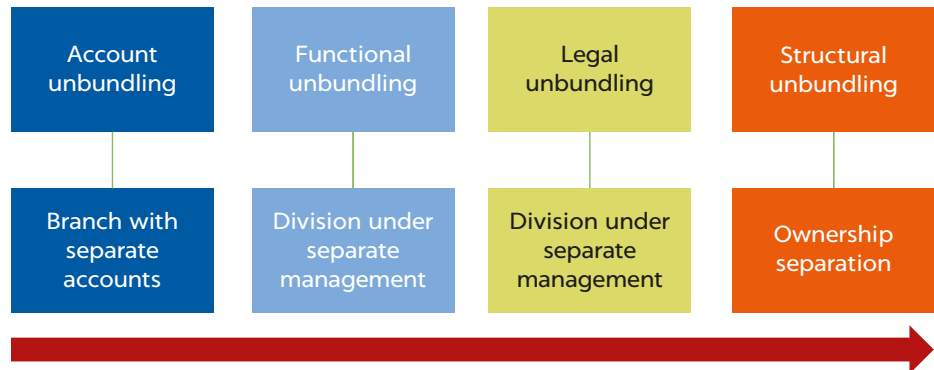 Account
unbundling
Functional
unbundling
Legal
unbundling
Structural
unbundling
Branch with
separate
accounts
Division under
separate
management
Division under
separate
management
Ownership
separation